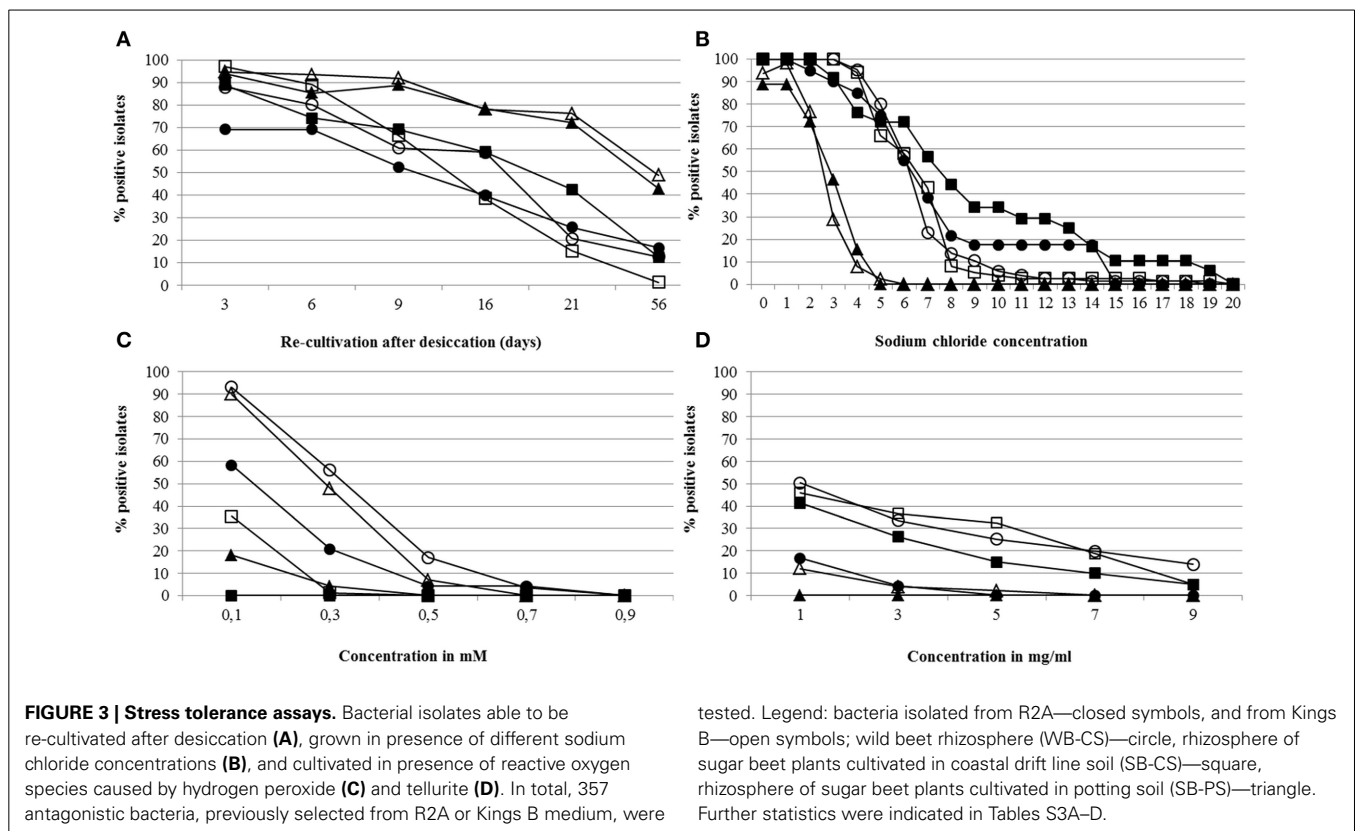 A
100
90
80
70
60
50
40
30
20
10
0
% positive isolates
3 6 9 16 21 56
Re-cultivation after desiccation (days)
B
100
90
80
70
60
50
40
30
20
10
0
% positive isolates
0 1 2 3 4 5 6 7 8 9 10 11 12 13 14 15 16 17 18 19 20
Sodium chloride concentration
C
100
90
80
70
60
50
40
30
20
10
0
% positive isolates
0,1 0,3 0,5 0,7 0,9
Concentration in mM
D
100
90
80
70
60
50
40
30
20
10
0
% positive isolates
1 3 5 7 9
Concentration in mg/ml
FIGURE 3 | Stress tolerance assays. Bacterial isolates able to be
re-cultivated after desiccation (A), grown in presence of different sodium
chloride concentrations (B), and cultivated in presence of reactive oxygen
species caused by hydrogen peroxide (C) and tellurite (D). In total, 357
antagonistic bacteria, previously selected from R2A or Kings B medium, were
tested. Legend: bacteria isolated from R2A—closed symbols, and from Kings
B—open symbols; wild beet rhizosphere (WB-CS)—circle, rhizosphere of
sugar beet plants cultivated in coastal drift line soil (SB-CS)—square,
rhizosphere of sugar beet plants cultivated in potting soil (SB-PS)—triangle.
Further statistics were indicated in Tables S3A–D.